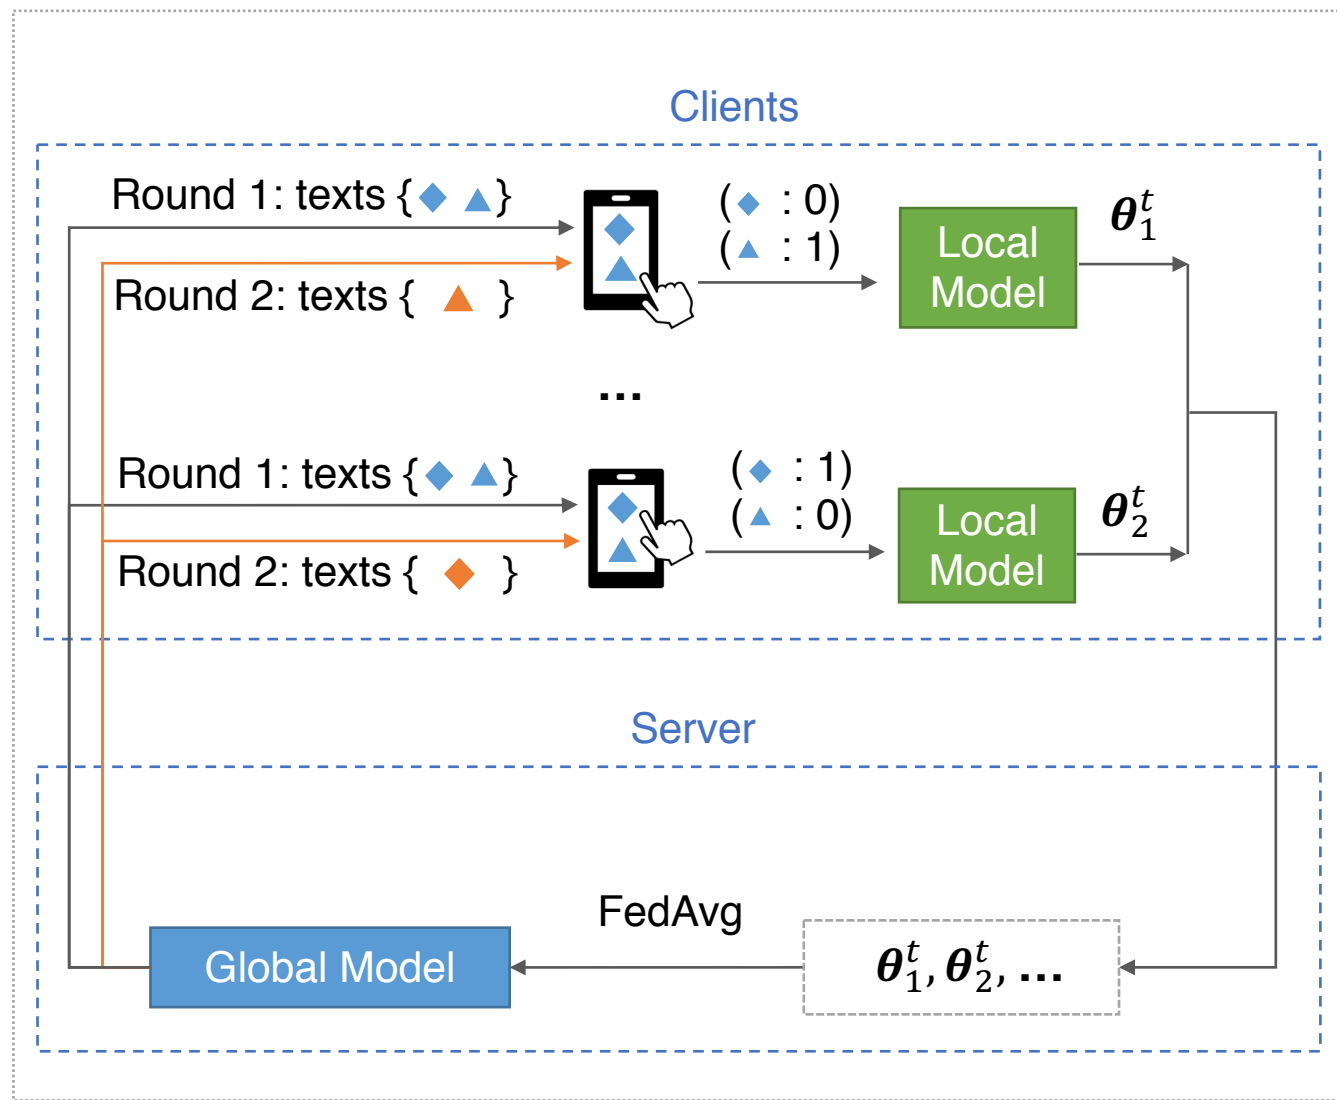 Clients
Round 1: texts {◆ ▲}
(◆ : 0)
(▲ : 1)
Local
Model
θ₁ᵗ
Round 2: texts { ▲ }
...
Round 1: texts {◆ ▲}
(◆ : 1)
(▲ : 0)
Local
Model
θ₂ᵗ
Round 2: texts { ◆ }
Server
FedAvg
Global Model
θ₁ᵗ, θ₂ᵗ, ...